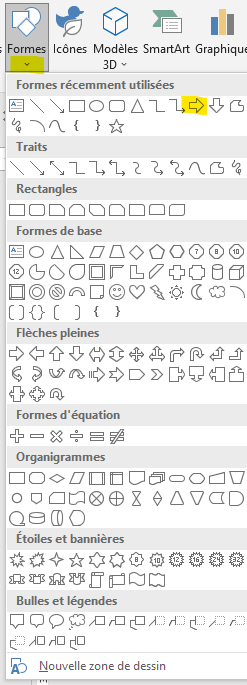 Formes Icônes Modèles SmartArt Graphique
3D
Formes récemment utilisées
Traits
Rectangles
Formes de base
Flèches pleines
Formes d'équation
Organigrammes
Étoiles et bannières
Bulles et légendes
Nouvelle zone de dessin